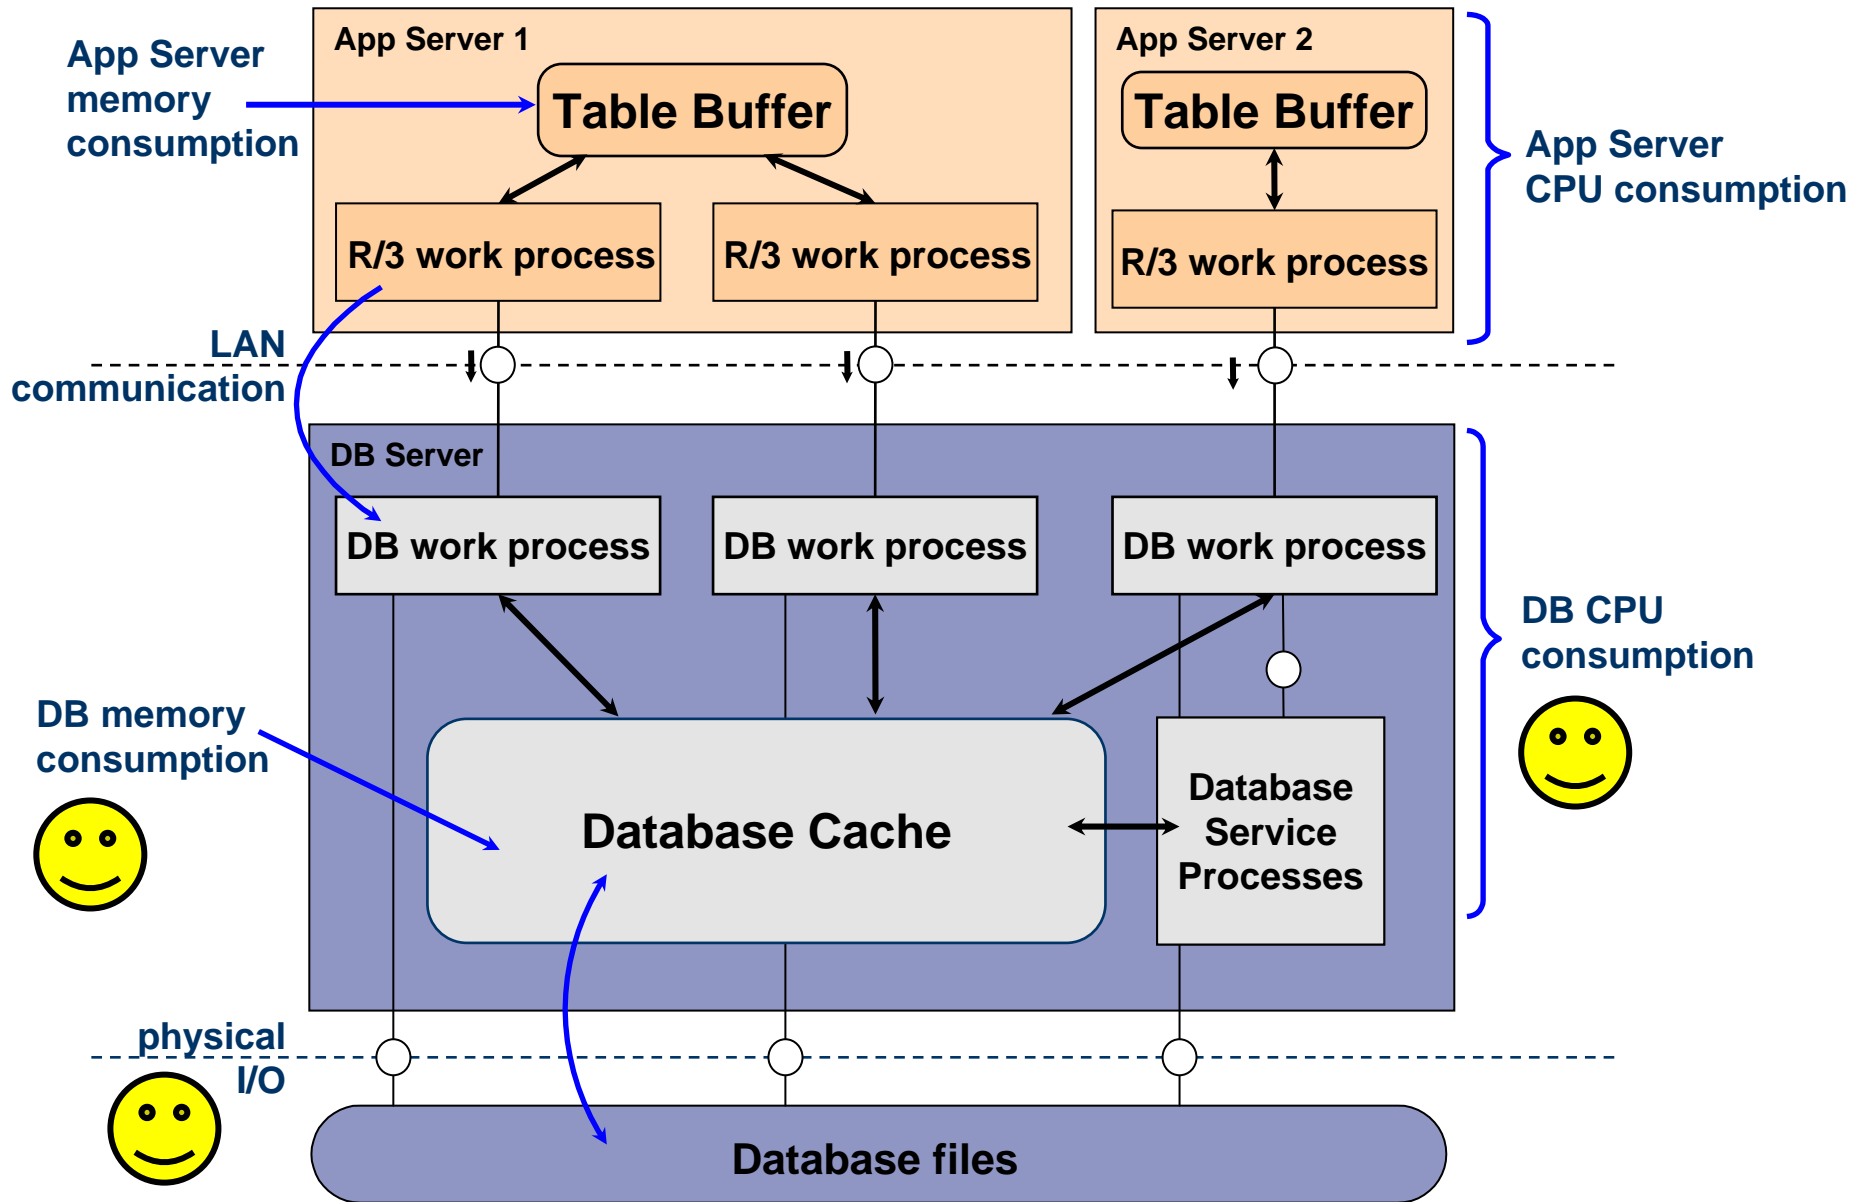 App Server 1
App Server 2
App Server
memory
consumption
Table Buffer
Table Buffer
App Server
CPU consumption
R/3 work process
R/3 work process
R/3 work process
LAN
communication
DB Server
DB work process
DB work process
DB work process
DB CPU
consumption
DB memory
consumption
Database Cache
Database
Service
Processes
physical
I/O
Database files